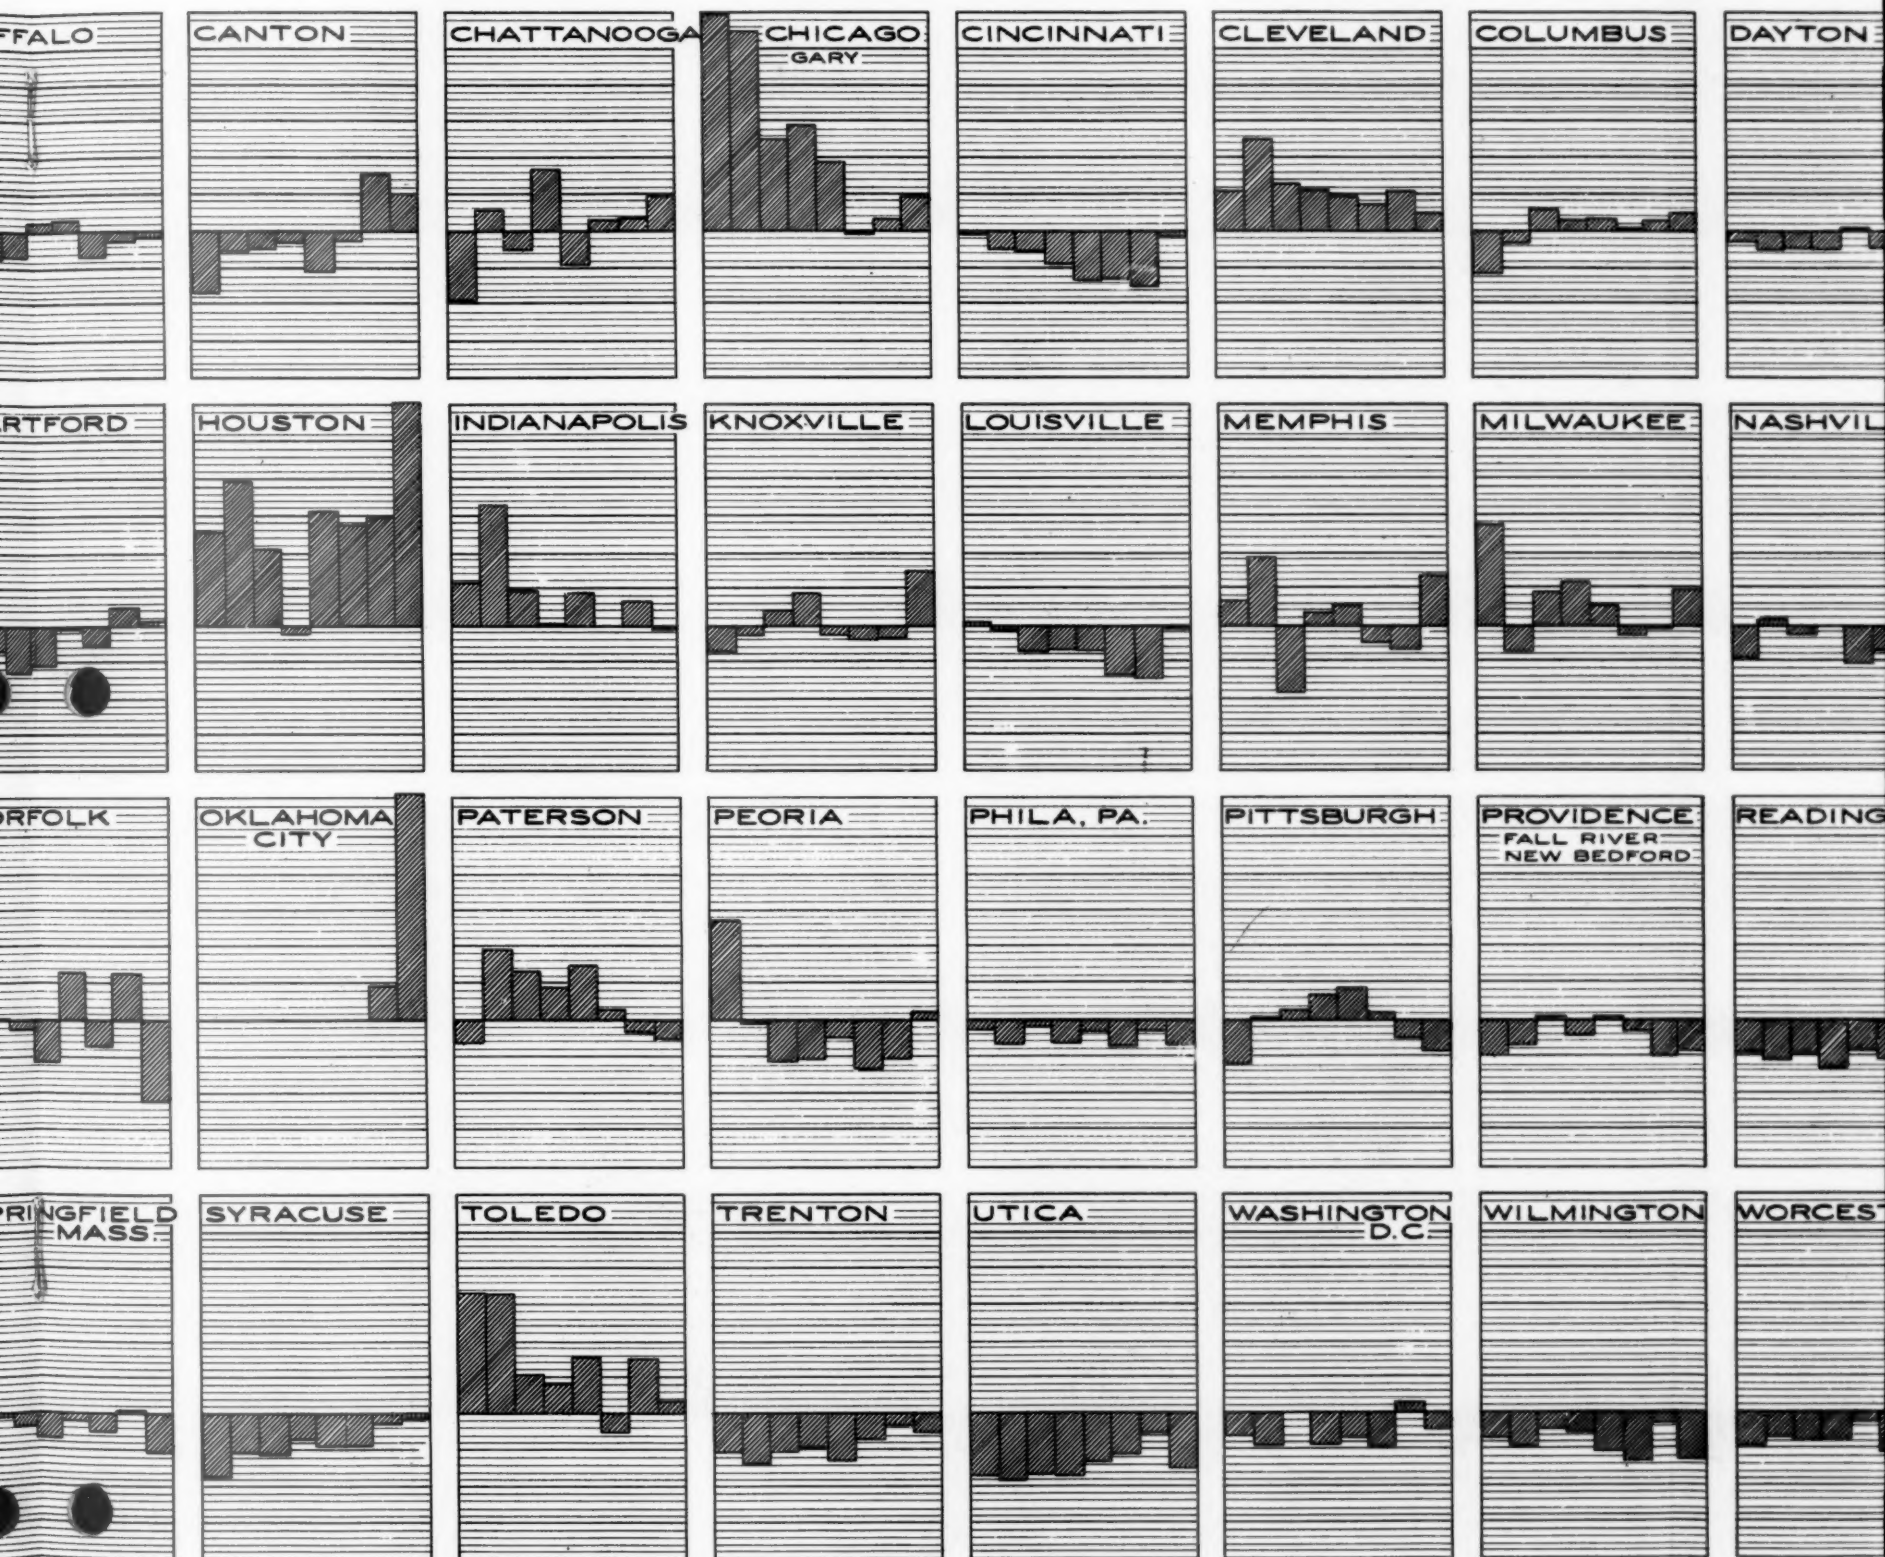 FFALO
CANTON
CHATTANOOGA
CHICAGO
GARY
CINCINNATI
CLEVELAND
COLUMBUS
DAYTON
RTFORD
HOUSTON
INDIANAPOLIS
KNOXVILLE
LOUISVILLE
MEMPHIS
MILWAUKEE
NASHVIL
ORFOLK
OKLAHOMA
CITY
PATERSON
PEORIA
PHILA, PA.
PITTSBURGH
PROVIDENCE
FALL RIVER
NEW BEDFORD
READING
PRINGFIELD
MASS.
SYRACUSE
TOLEDO
TRENTON
UTICA
WASHINGTON
D.C.
WILMINGTON
WORCEST